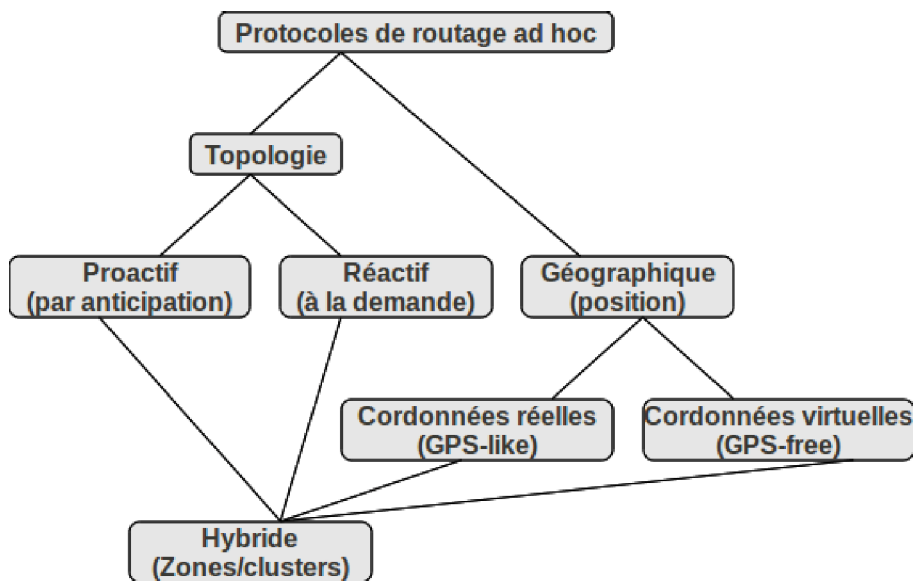 Protocoles de routage ad hoc
Topologie
Proactif
(par anticipation)
Réactif
(à la demande)
Géographique
(position)
Cordonnées réelles
(GPS-like)
Cordonnées virtuelles
(GPS-free)
Hybride
(Zones/clusters)